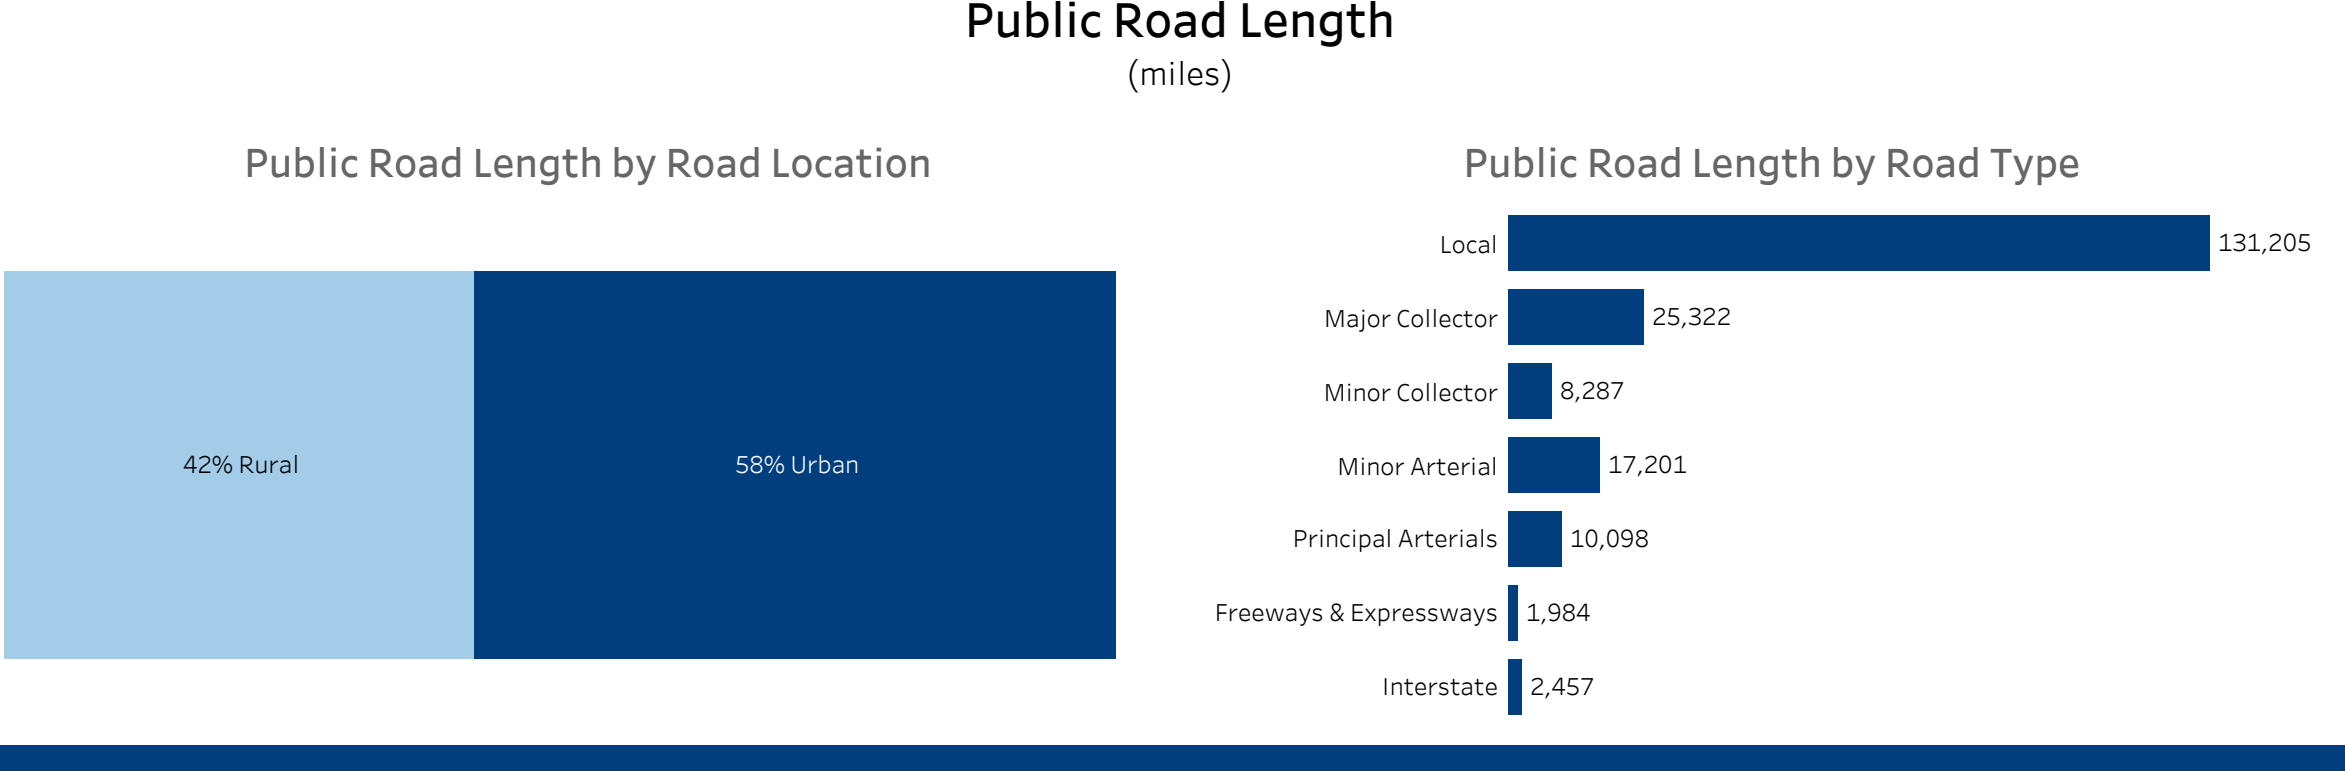 Public Road Length
(miles)
Public Road Length by Road Location
42% Rural
58% Urban
Public Road Length by Road Type
Local 131,205
Major Collector 25,322
Minor Collector 8,287
Minor Arterial 17,201
Principal Arterials 10,098
Freeways & Expressways 1,984
Interstate 2,457